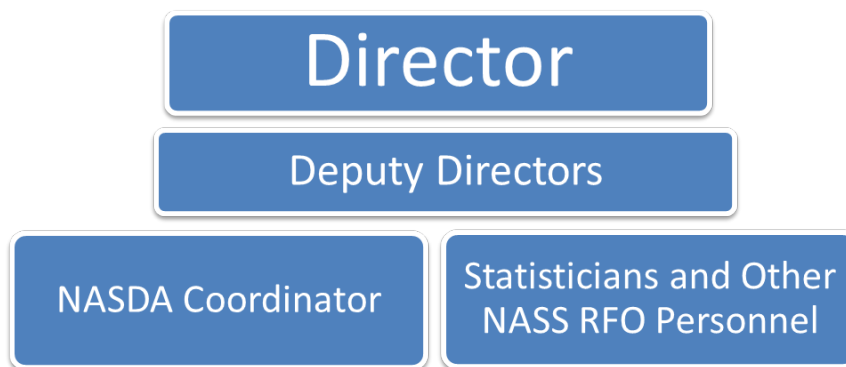 Director
Deputy Directors
NASDA Coordinator
Statisticians and Other
NASS RFO Personnel